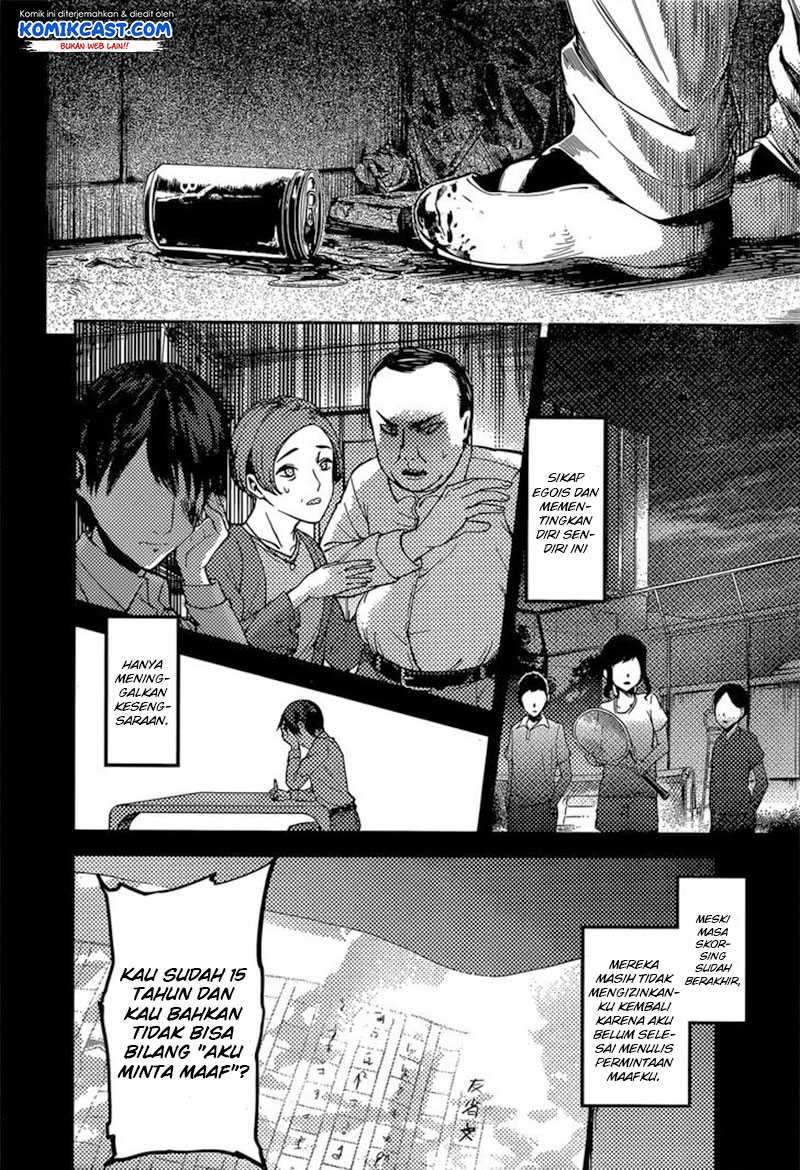 Komik ini diterjemahkan & diedit oleh
KOMIKCAST.COM
BUKAN WEB LAIN!!
SIKAP
EGOIS DAN
MEMEN-
TINGKAN
DIRI SEN-
DIRI INI
HANYA
MENING-
GALKAN
KESENG-
SARAAN.
MESKI
MASA
SKOR-
SING
SUDAH
BERAKHIR,
MEREKA
MASIH TIDAK
MENGIZINKAN-
KU KEMBALI
KARENA AKU
BELUM SELE-
SAI MENULIS
PERMINTAAN
MAAFKU.
反省文
KAU SUDAH 15
TAHUN DAN
KAU BAHKAN
TIDAK BISA
BILANG "AKU
MINTA MAAF"?